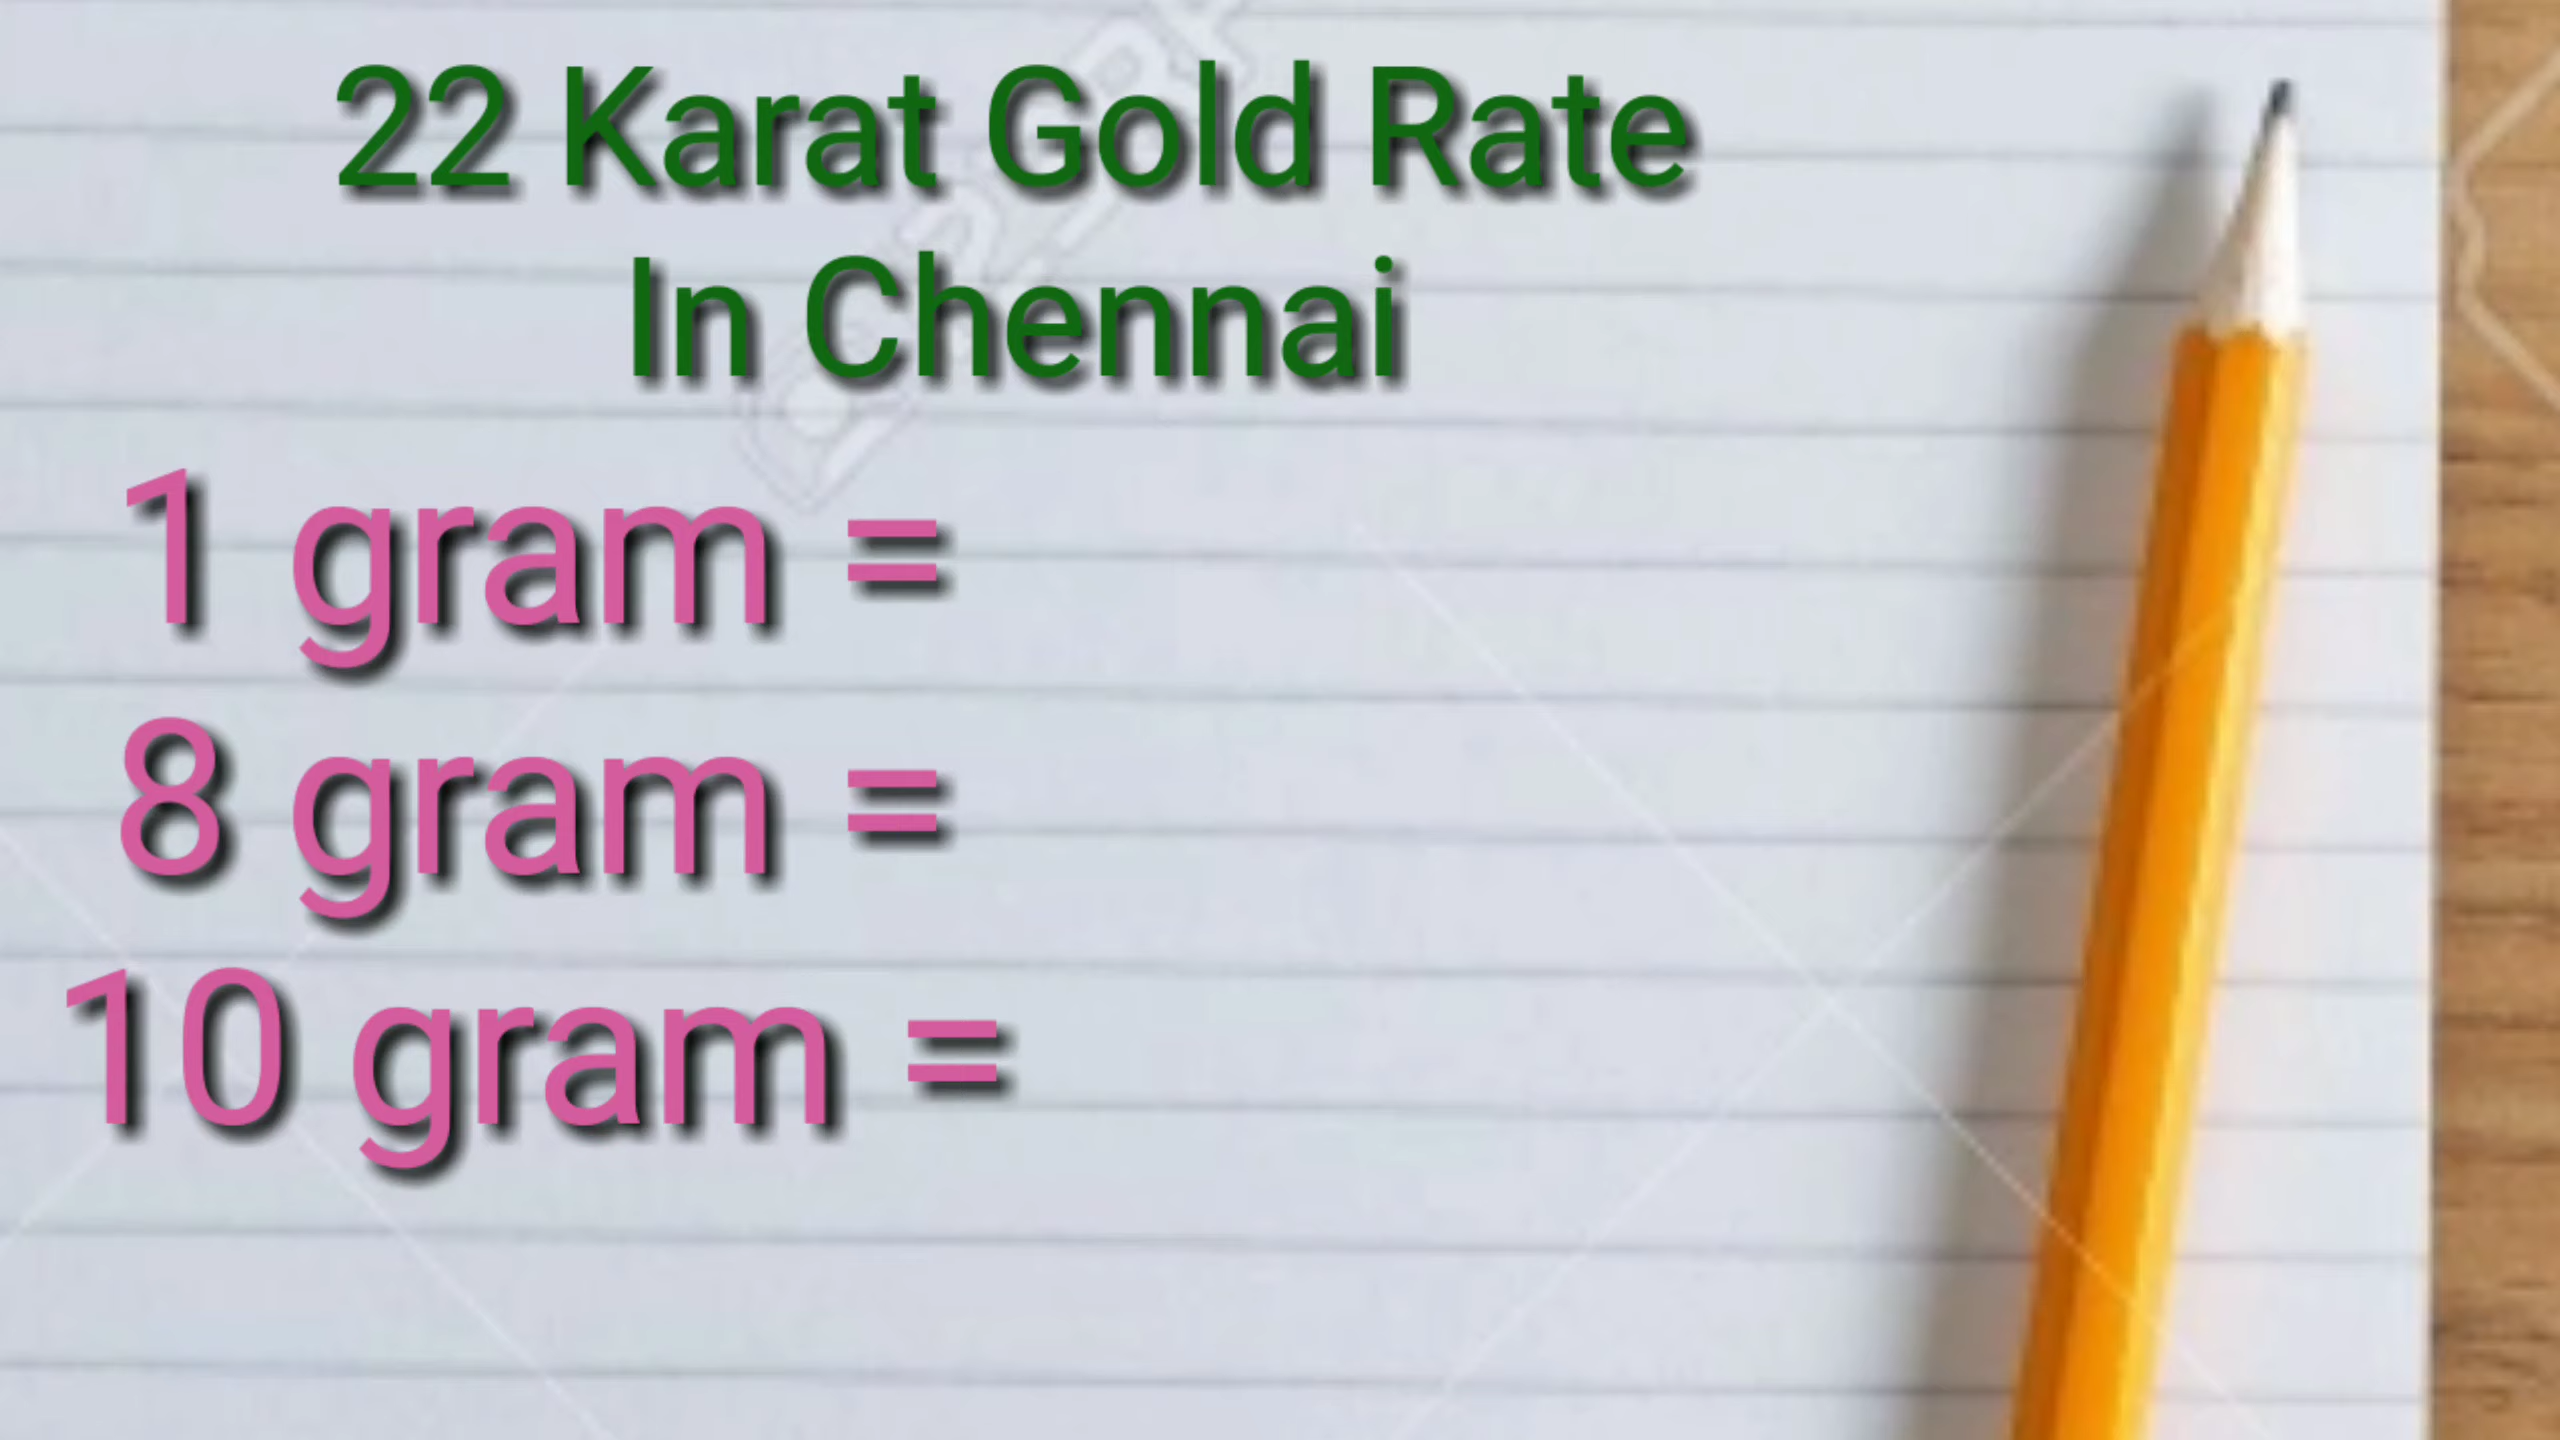 22 Karat Gold Rate
In Chennai
1 gram =
8 gram =
10 gram =